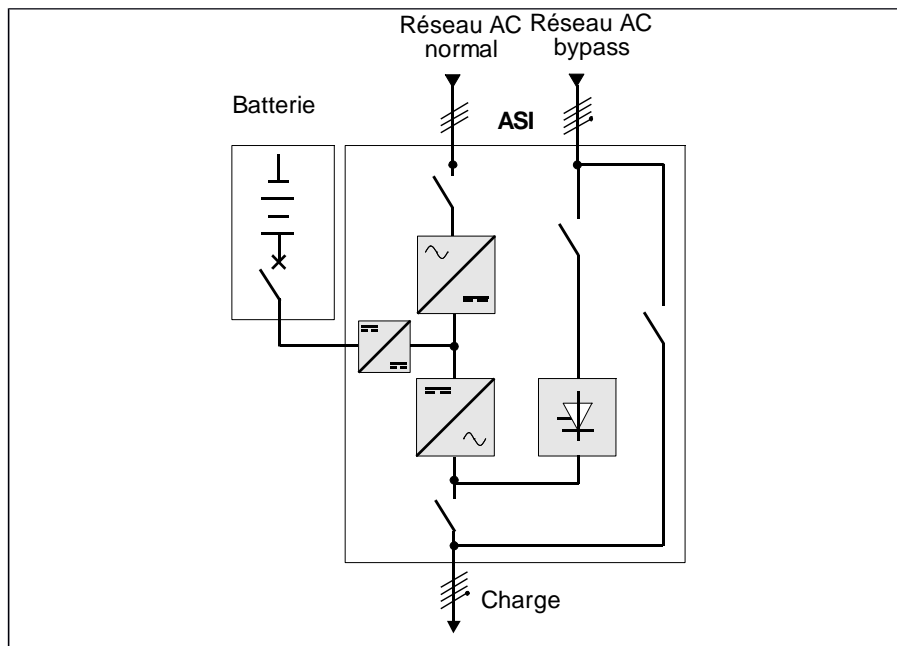 Réseau AC
normal
Réseau AC
bypass
Batterie
ASI
Charge